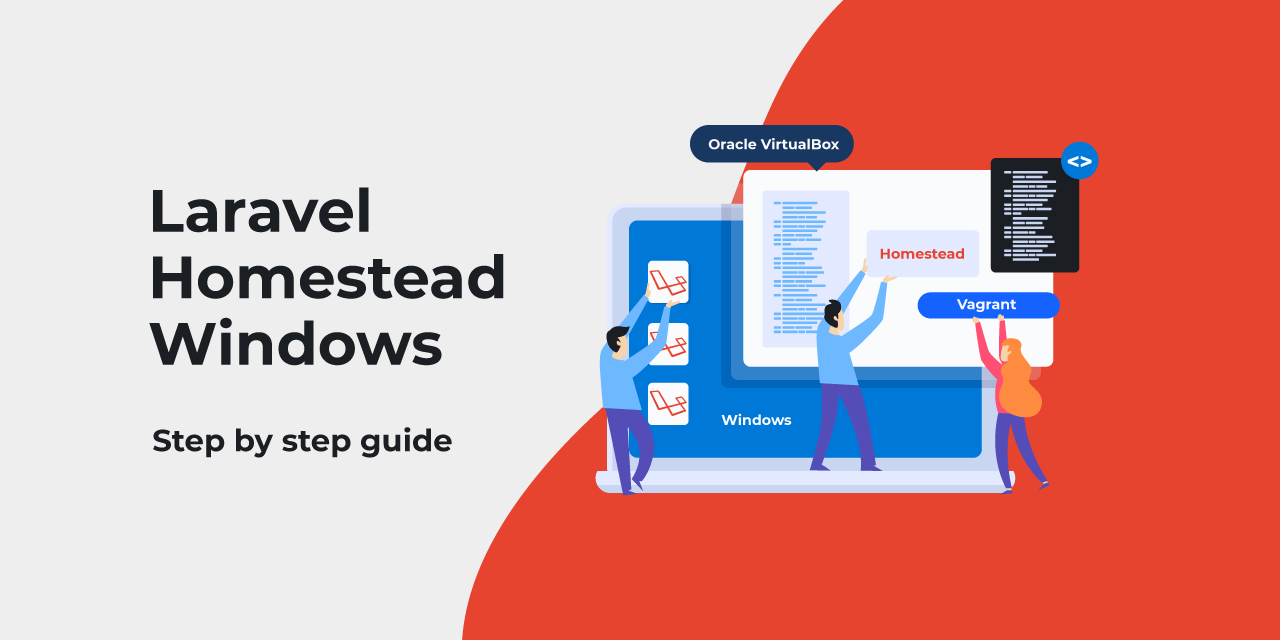 Laravel
Homestead
Windows
Step by step guide
Oracle VirtualBox
<>
Homestead
Vagrant
Windows